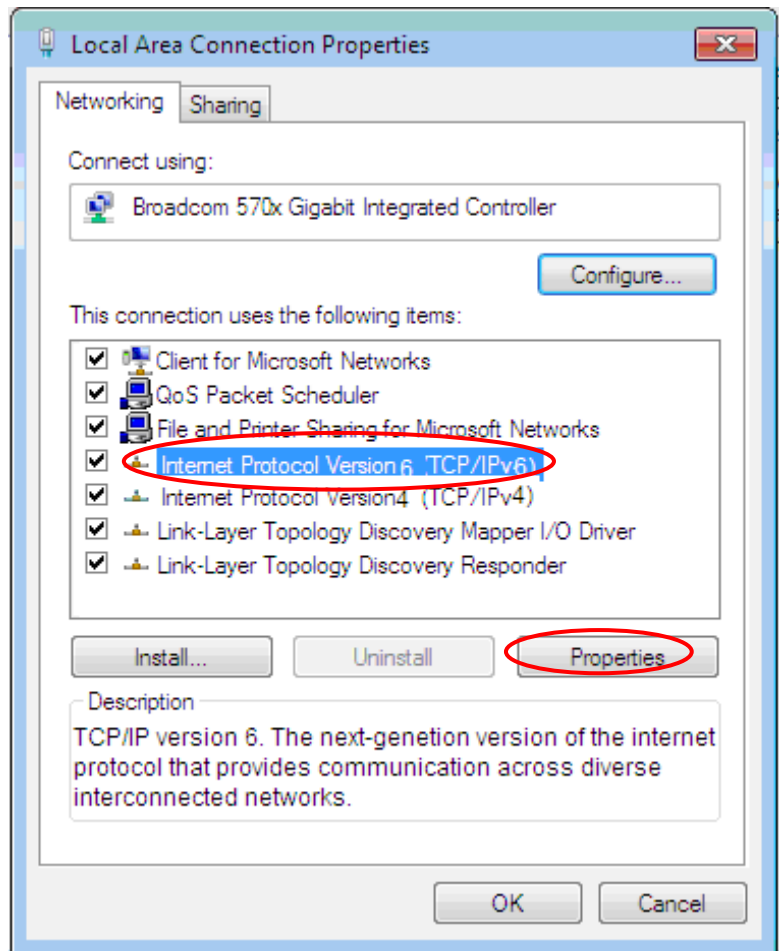 Local Area Connection Properties
Networking
Sharing
Connect using:
Broadcom 570x Gigabit Integrated Controller
Configure...
This connection uses the following items:
Client for Microsoft Networks
QoS Packet Scheduler
File and Printer Sharing for Microsoft Networks
Internet Protocol Version 6 (TCP/IPv6)
Internet Protocol Version4 (TCP/IPv4)
Link-Layer Topology Discovery Mapper I/O Driver
Link-Layer Topology Discovery Responder
Install...
Uninstall
Properties
Description
TCP/IP version 6. The next-genetion version of the internet
protocol that provides communication across diverse
interconnected networks.
OK
Cancel